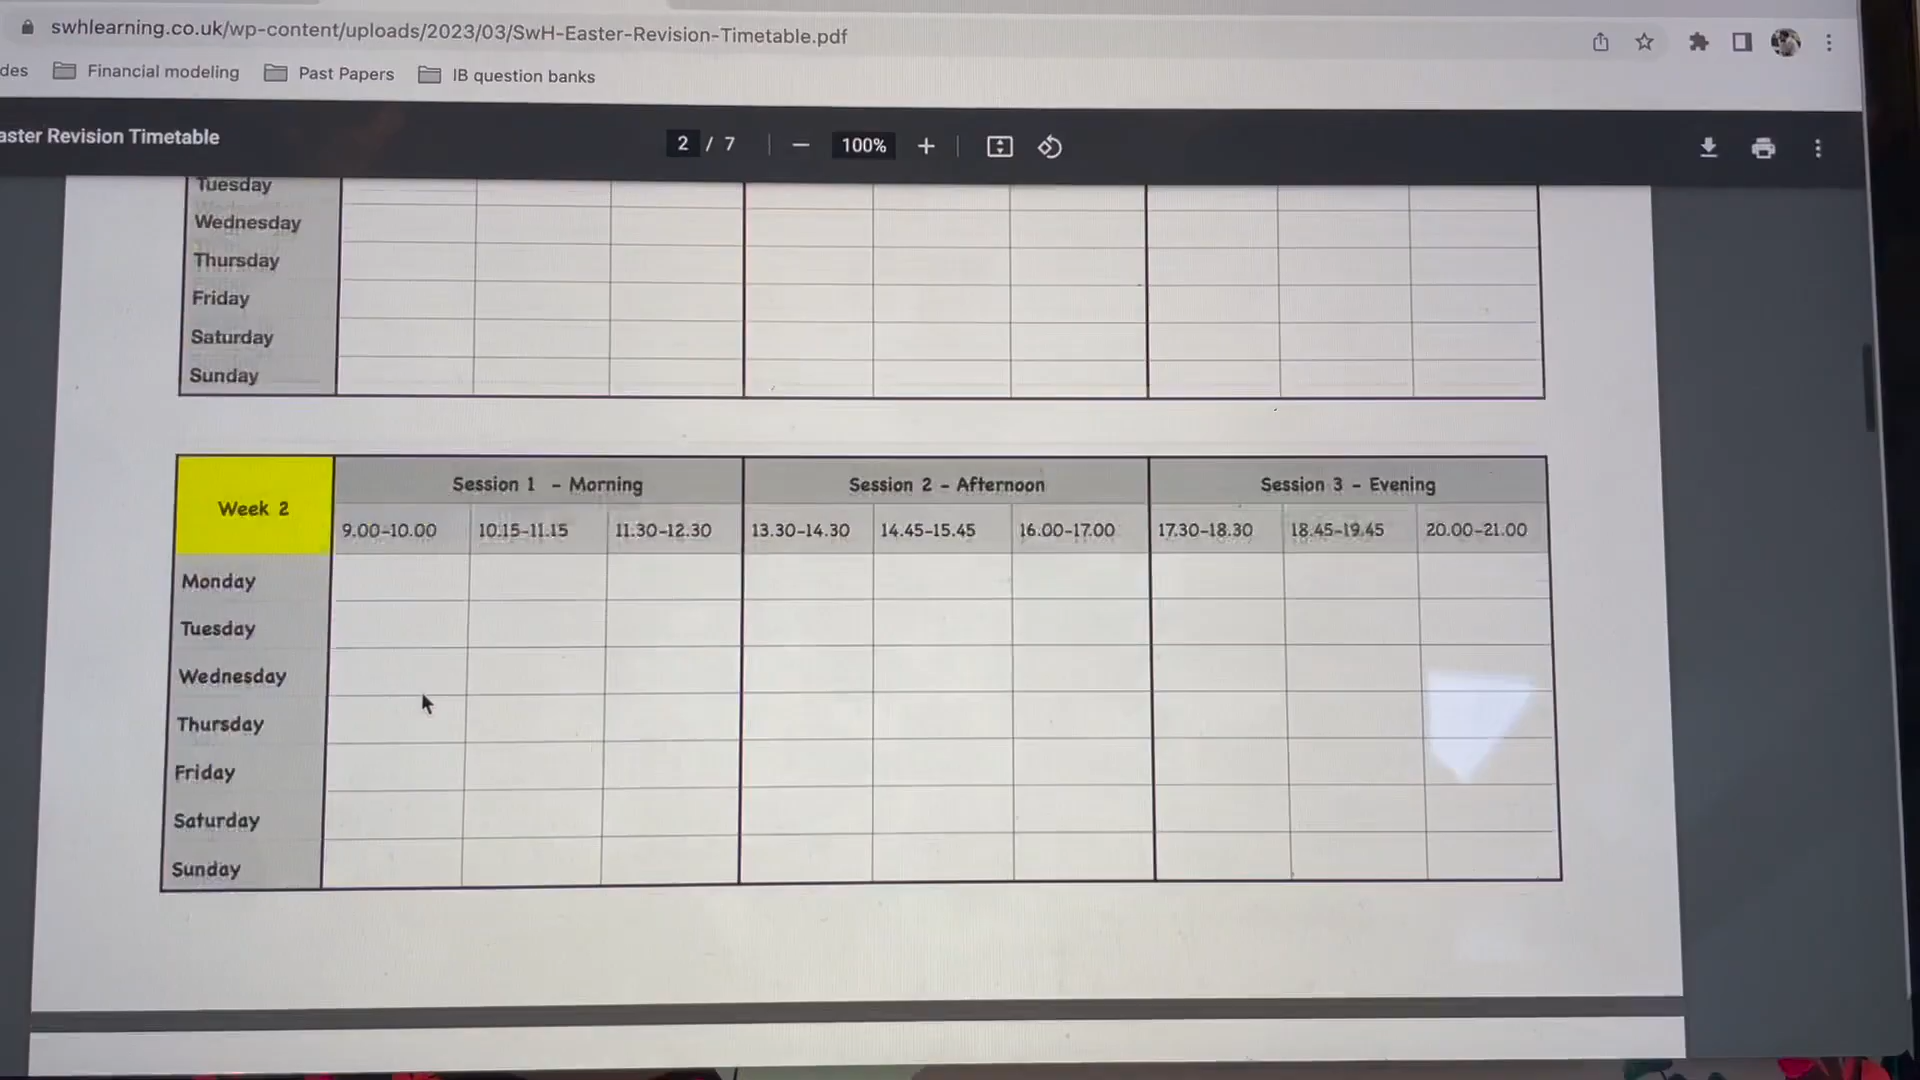 swhlearning.co.uk/wp-content/uploads/2023/03/SwH-Easter-Revision-Timetable.pdf
des Financial modeling Past Papers IB question banks
aster Revision Timetable 2 / 7 100%
Tuesday
Wednesday
Thursday
Friday
Saturday
Sunday
Week 2 Session 1 - Morning Session 2 - Afternoon Session 3 - Evening
9.00-10.00 10.15-11.15 11.30-12.30 13.30-14.30 14.45-15.45 16.00-17.00 17.30-18.30 18.45-19.45 20.00-21.00
Monday
Tuesday
Wednesday
Thursday
Friday
Saturday
Sunday